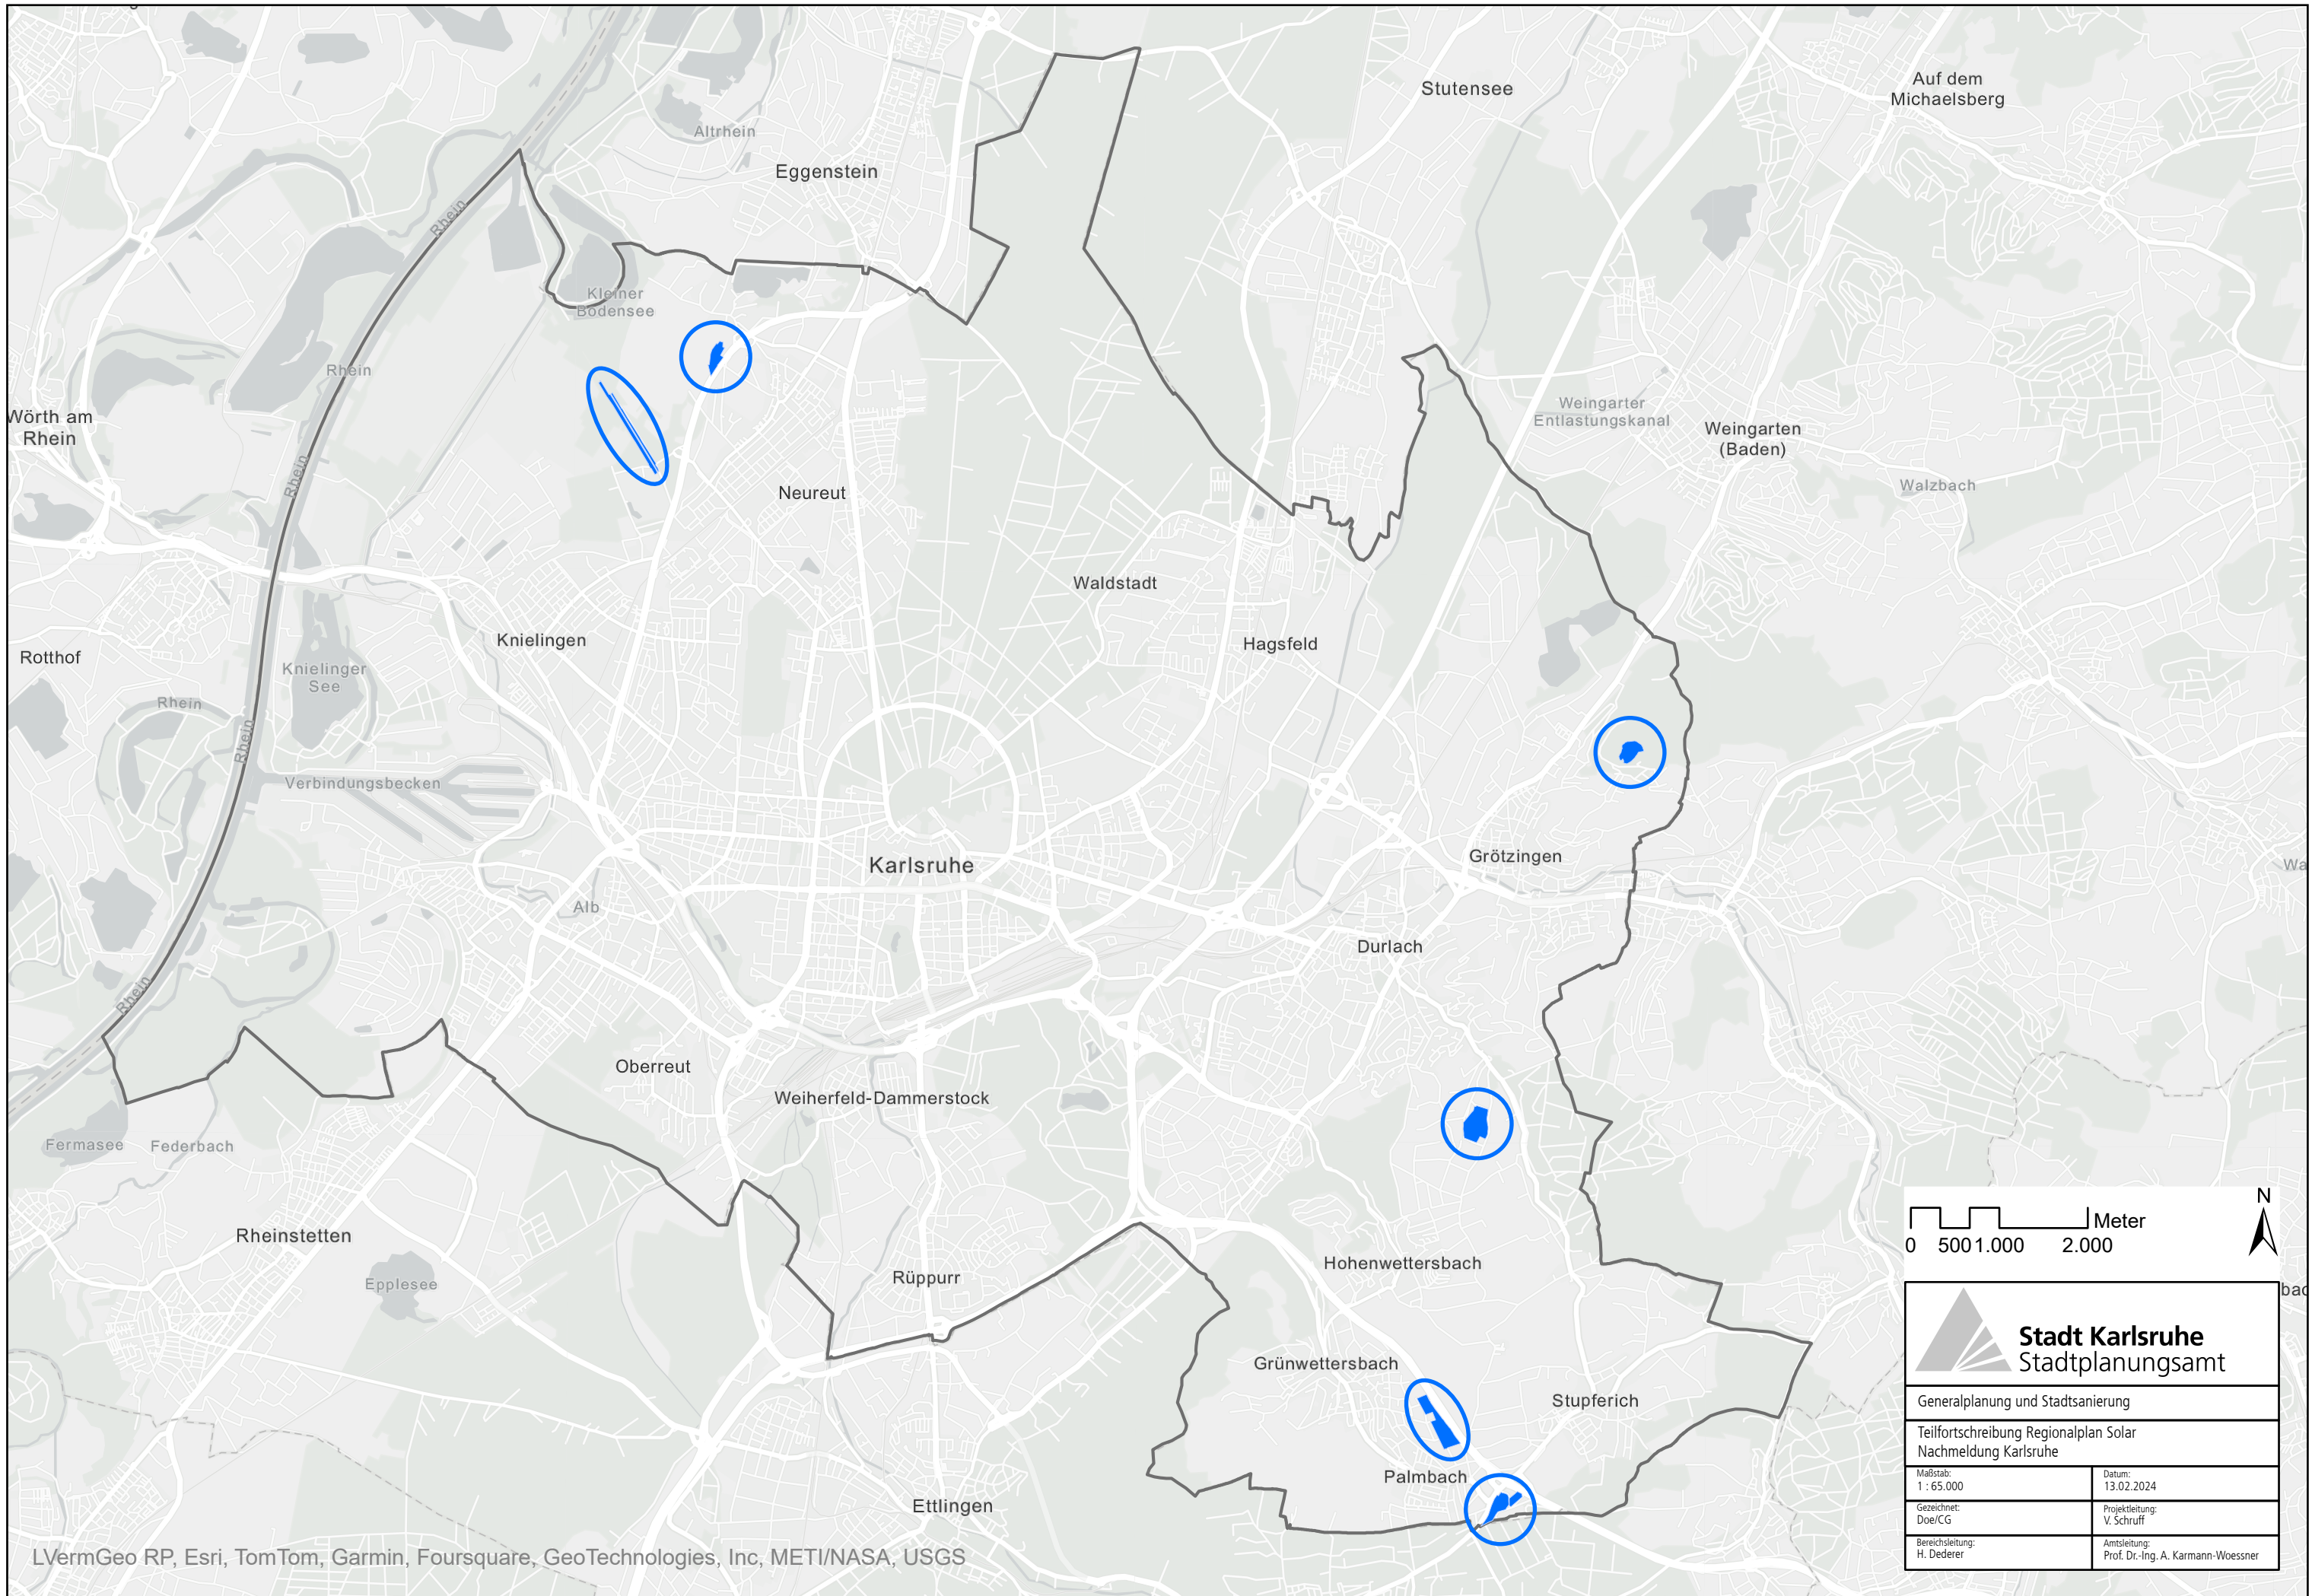 Auf dem
Michaelsberg
Stutensee
Altrhein
Eggenstein
Rhein
Kleiner
Bodensee
Rhein
Wörth am
Rhein
Weingarter
Entlastungskanal
Weingarten
(Baden)
Rhein
Neureut
Walzbach
Waldstadt
Knielingen
Hagsfeld
Rotthof
Knielinger
See
Rhein
Rhein
Verbindungsbecken
Karlsruhe
Grötzingen
Alb
Durlach
Rhein
Oberreut
Weiherfeld-Dammerstock
Fermasee
Federbach
Rheinstetten
Hohenwettersbach
Rüppurr
Epplesee
Grünwettersbach
Stupferich
Palmbach
Ettlingen
LVermGeo RP, Esri, TomTom, Garmin, Foursquare, GeoTechnologies, Inc, METI/NASA, USGS
N
Meter
0 500 1.000 2.000
Stadt Karlsruhe
Stadtplanungsamt
Generalplanung und Stadtsanierung
Teilfortschreibung Regionalplan Solar
Nachmeldung Karlsruhe
Maßstab:
1 : 65.000
Datum:
13.02.2024
Gezeichnet:
Doe/CG
Projektleitung:
V. Schruff
Bereichsleitung:
H. Dederer
Amtsleitung:
Prof. Dr.-Ing. A. Karmann-Woessner